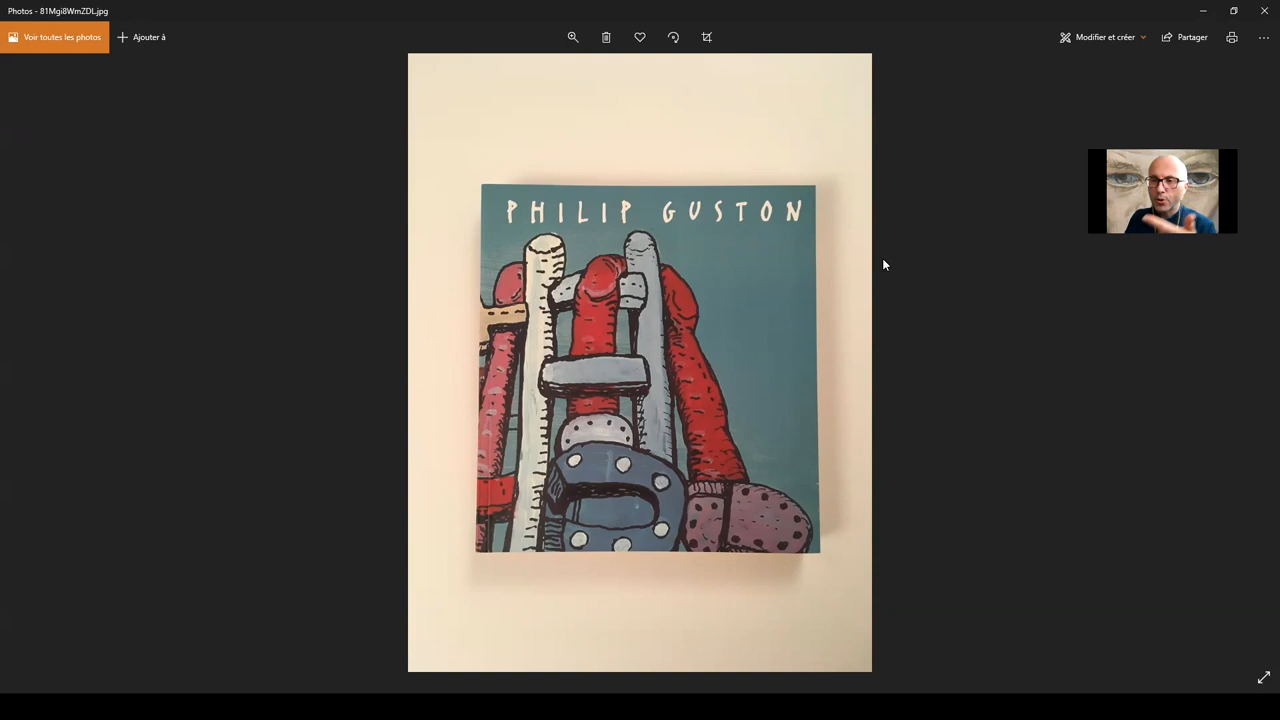 Photos - 81Mgi8WmZDL.jpg
Voir toutes les photos
Ajouter à
Modifier et créer
Partager
PHILIP GUSTON